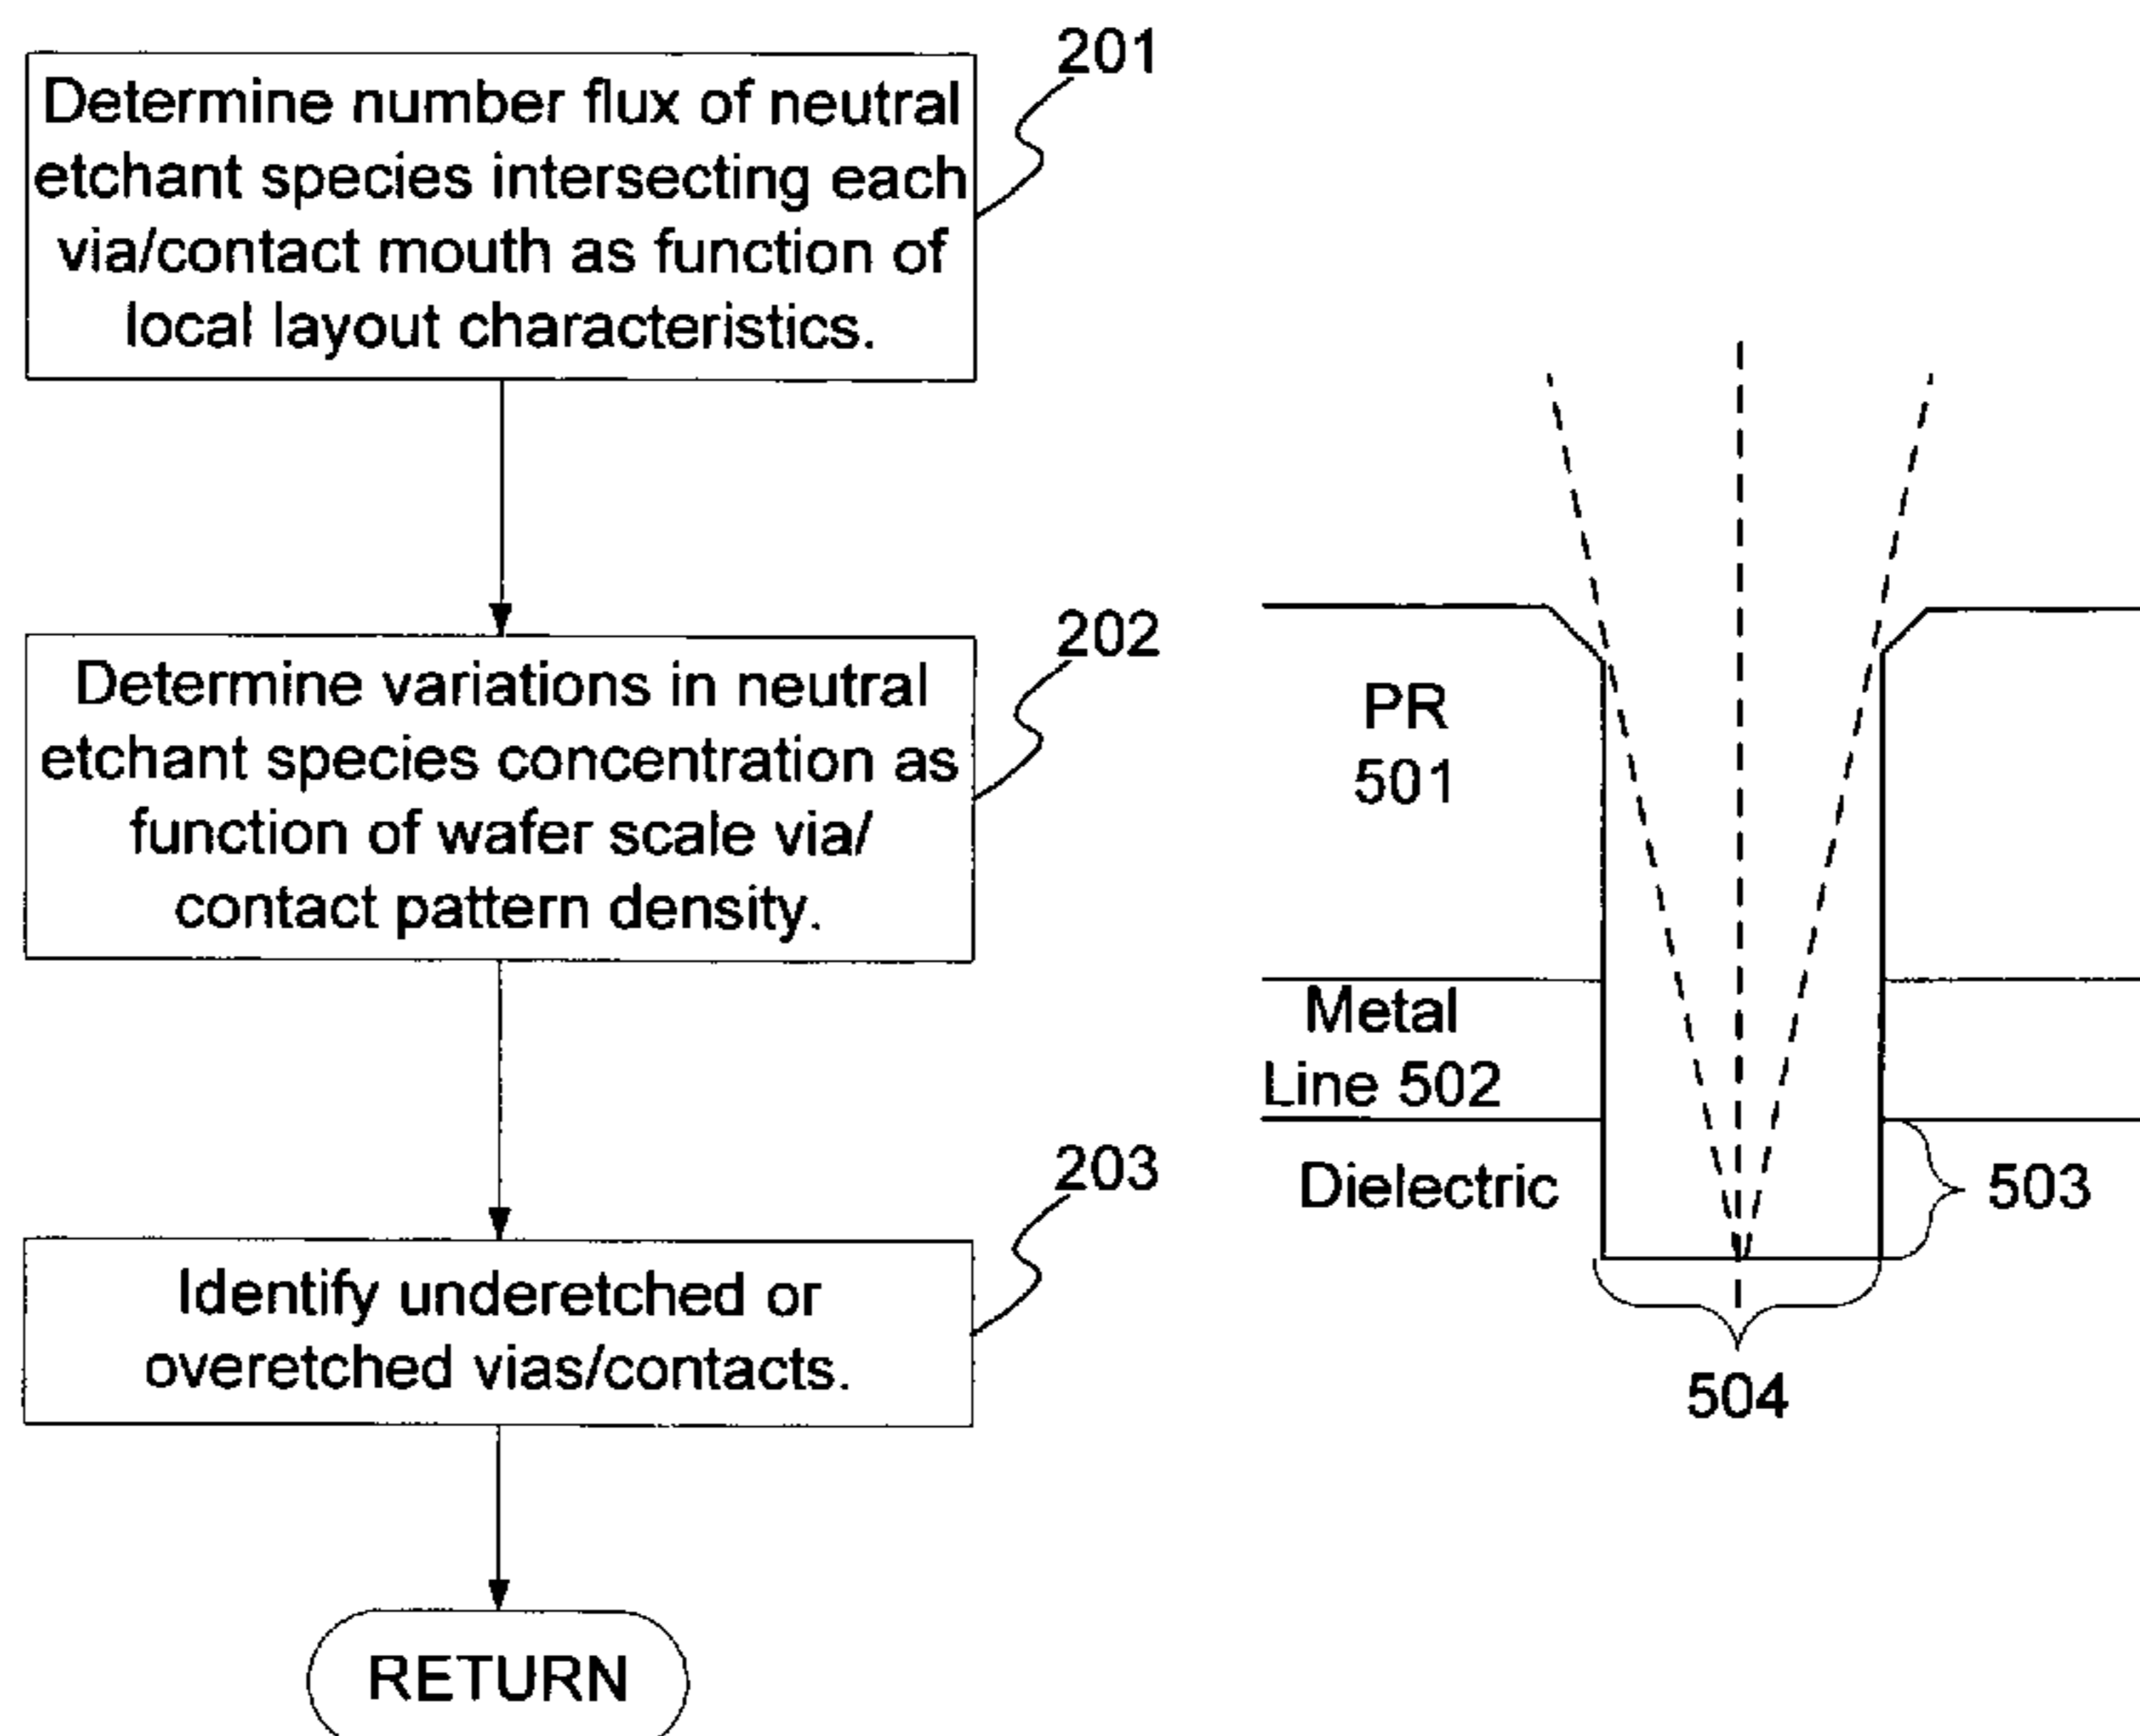 201
Determine number flux of neutral
etchant species intersecting each
via/contact mouth as function of
local layout characteristics.
202
Determine variations in neutral
etchant species concentration as
function of wafer scale via/
contact pattern density.
203
Identify underetched or
overetched vias/contacts.
RETURN
PR
501
Metal
Line 502
Dielectric
503
504